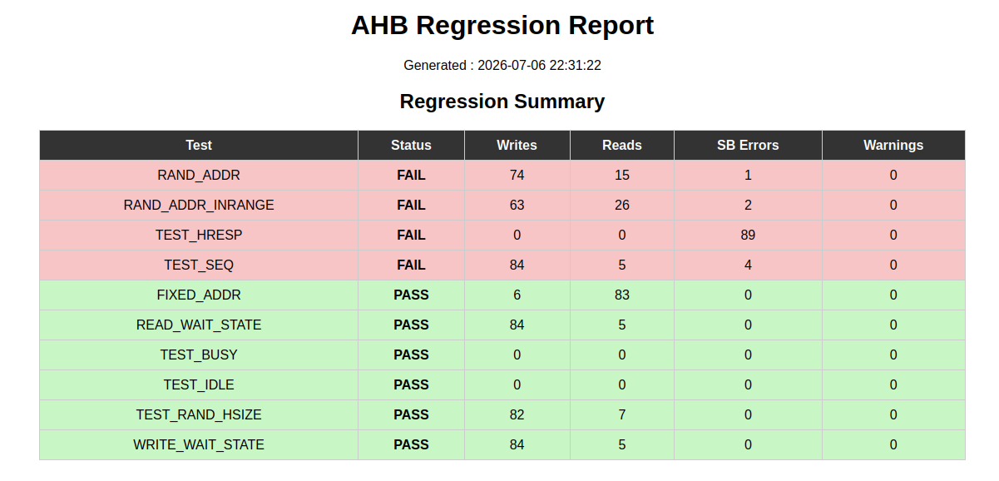 AHB Regression Report
Generated : 2026-07-06 22:31:22
Regression Summary
Test Status Writes Reads SB Errors Warnings
RAND_ADDR FAIL 74 15 1 0
RAND_ADDR_INRANGE FAIL 63 26 2 0
TEST_HRESP FAIL 0 0 89 0
TEST_SEQ FAIL 84 5 4 0
FIXED_ADDR PASS 6 83 0 0
READ_WAIT_STATE PASS 84 5 0 0
TEST_BUSY PASS 0 0 0 0
TEST_IDLE PASS 0 0 0 0
TEST_RAND_HSIZE PASS 82 7 0 0
WRITE_WAIT_STATE PASS 84 5 0 0